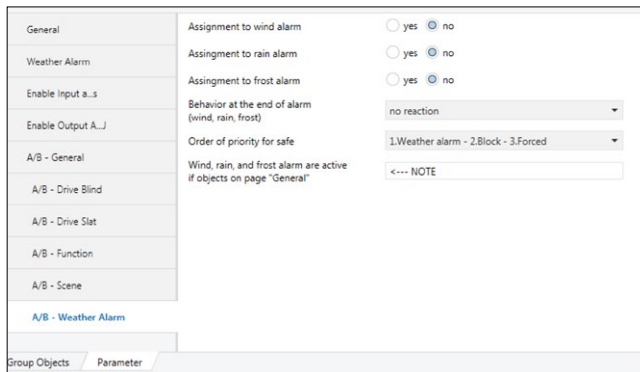 General
Weather Alarm
Enable Input a...s
Enable Output A...J
A/B - General
A/B - Drive Blind
A/B - Drive Slat
A/B - Function
A/B - Scene
A/B - Weather Alarm
Assignment to wind alarm
yes no
Assingment to rain alarm
yes no
Assingment to frost alarm
yes no
Behavior at the end of alarm
(wind, rain, frost)
no reaction
Order of priority for safe
1.Weather alarm - 2.Block - 3.Forced
Wind, rain, and frost alarm are active
if objects on page "General"
<--- NOTE
Group Objects Parameter